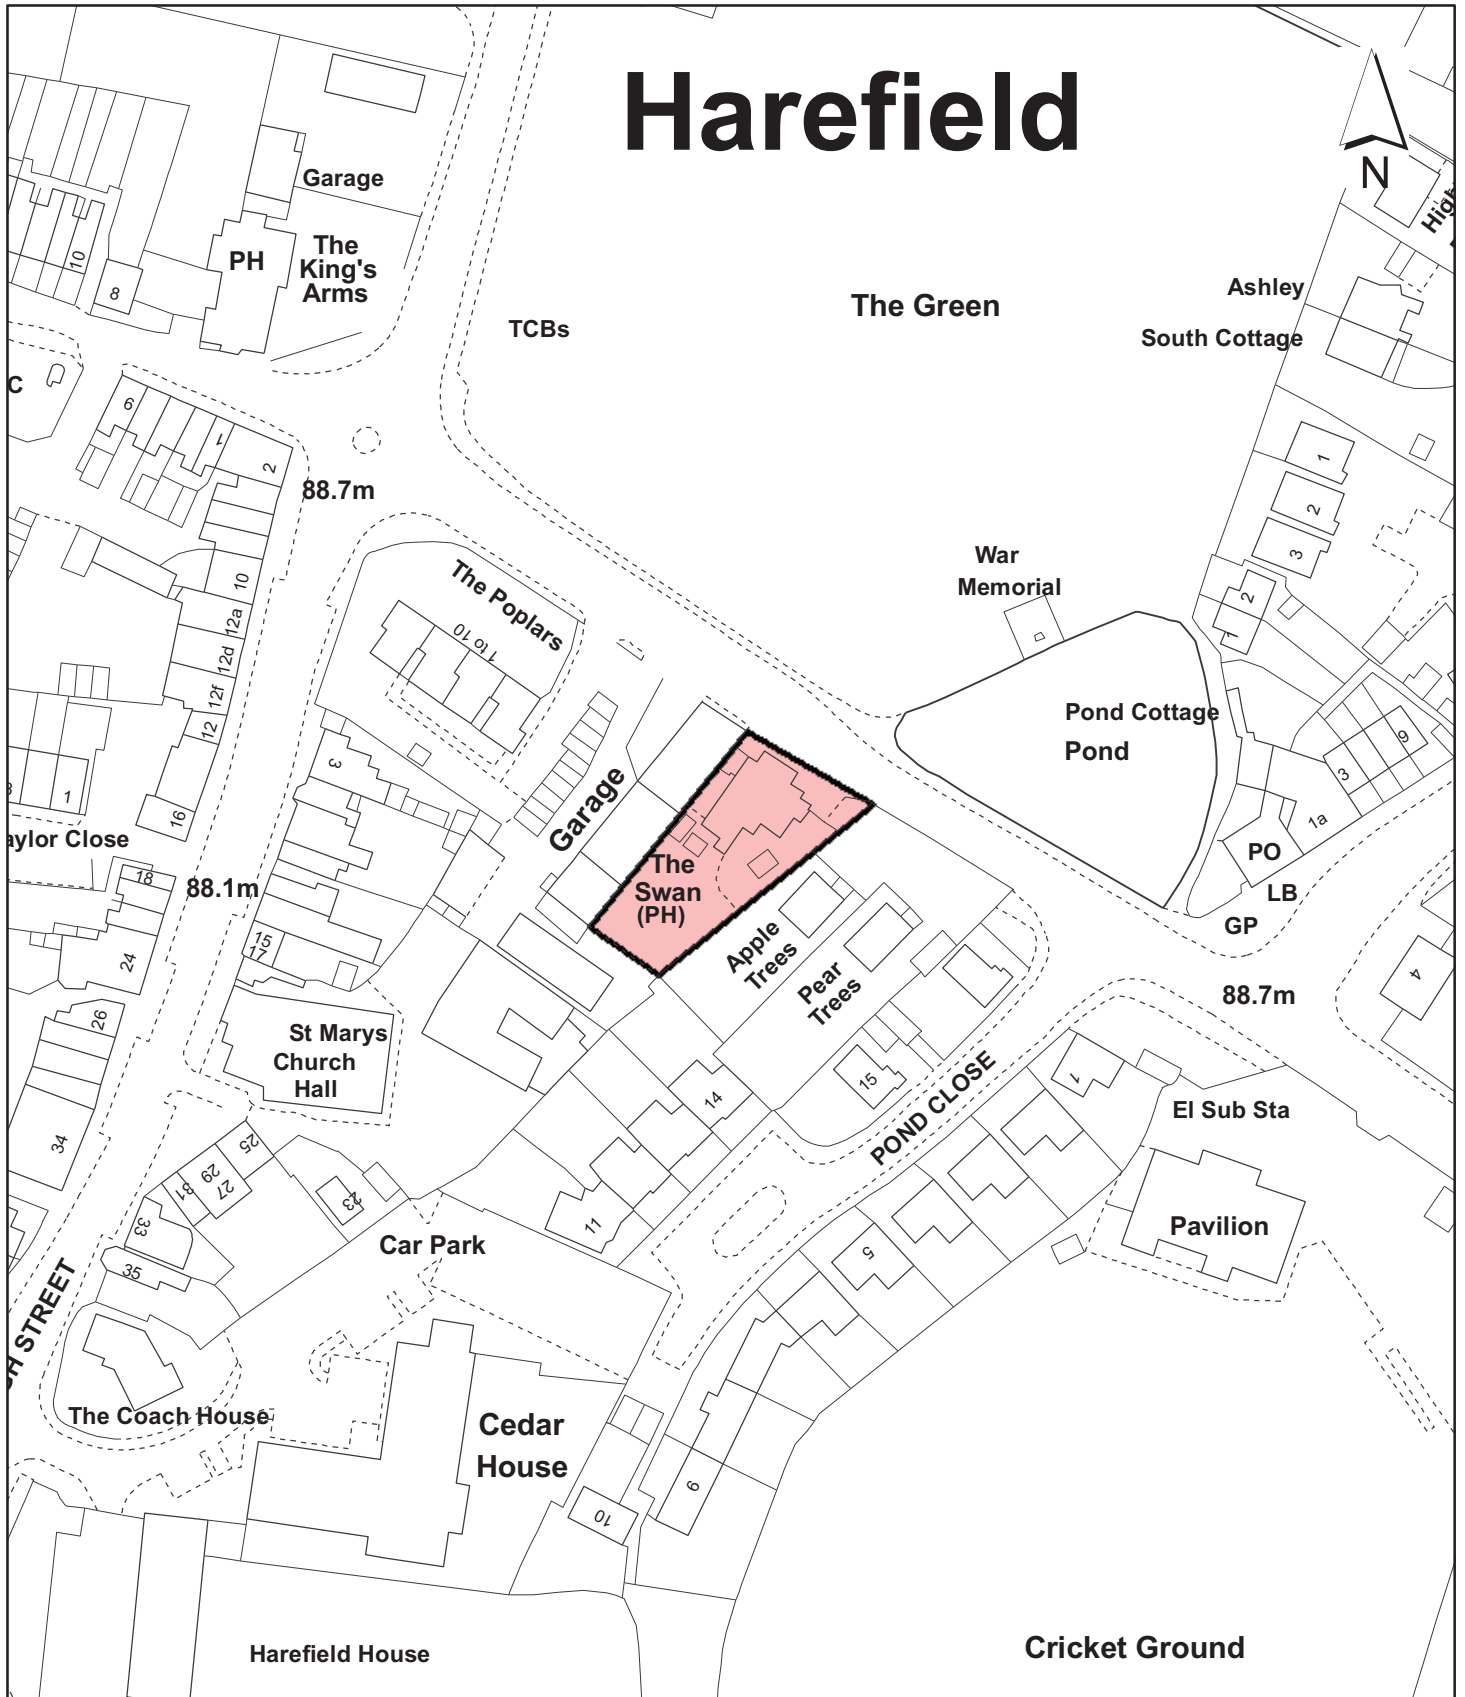 Harefield
N
Garage
PH
The
King's
Arms
10
8
TCBs
The Green
Ashley
South Cottage
C
6
1
2
88.7m
10
12a
12d
12f
12
16
The Poplars
1 to 10
War
Memorial
1
2
3
2
1
Pond Cottage
Pond
9
3
1a
PO
LB
GP
88.7m
4
3
1
aylor Close
18
88.1m
24
26
34
15
17
Garage
The
Swan
(PH)
Apple
Trees
Pear
Trees
St Marys
Church
Hall
14
15
POND CLOSE
1
El Sub Sta
Pavilion
25
29
27
31
33
35
23
Car Park
11
5
GH STREET
The Coach House
Cedar
House
9
10
Harefield House
Cricket Ground